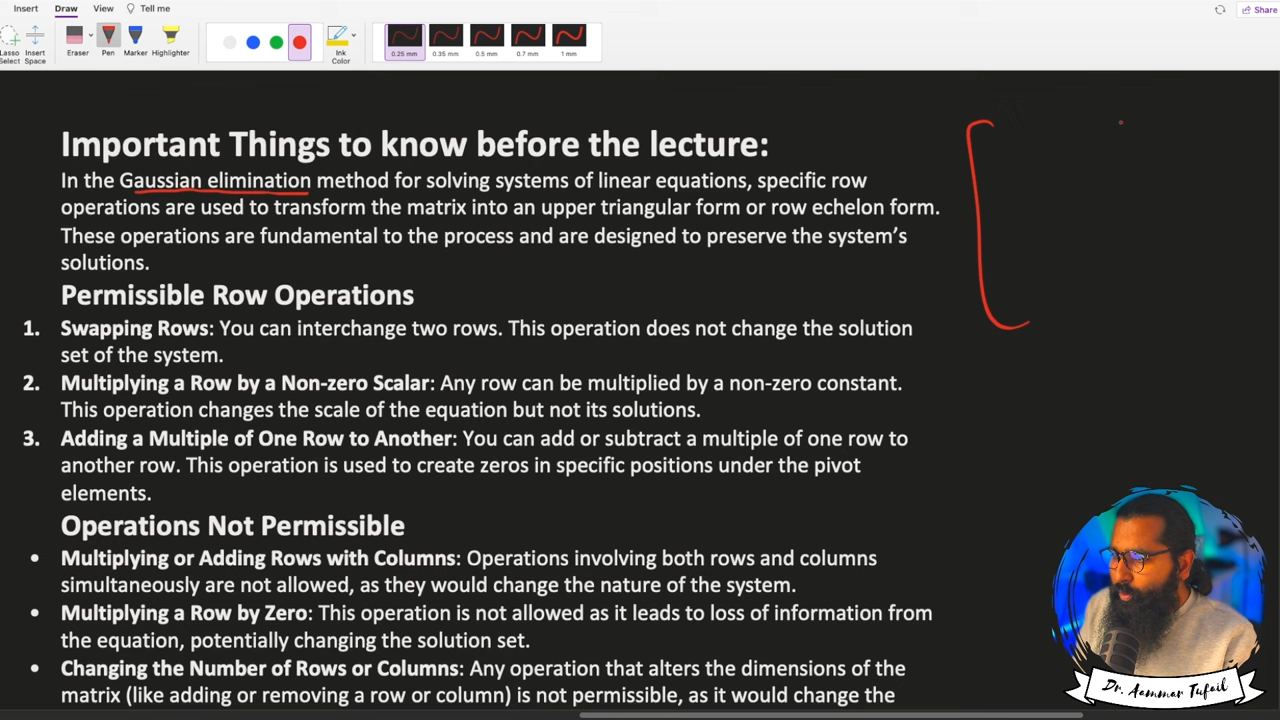 Insert Draw View Tell me
Share
Lasso Select
Insert Space
Eraser
Pen
Marker
Highlighter
Ink Color
0.25 mm
0.35 mm
0.5 mm
0.7 mm
1 mm
Important Things to know before the lecture:
In the Gaussian elimination method for solving systems of linear equations, specific row
operations are used to transform the matrix into an upper triangular form or row echelon form.
These operations are fundamental to the process and are designed to preserve the system’s
solutions.
Permissible Row Operations
1. Swapping Rows: You can interchange two rows. This operation does not change the solution
set of the system.
2. Multiplying a Row by a Non-zero Scalar: Any row can be multiplied by a non-zero constant.
This operation changes the scale of the equation but not its solutions.
3. Adding a Multiple of One Row to Another: You can add or subtract a multiple of one row to
another row. This operation is used to create zeros in specific positions under the pivot
elements.
Operations Not Permissible
• Multiplying or Adding Rows with Columns: Operations involving both rows and columns
simultaneously are not allowed, as they would change the nature of the system.
• Multiplying a Row by Zero: This operation is not allowed as it leads to loss of information from
the equation, potentially changing the solution set.
• Changing the Number of Rows or Columns: Any operation that alters the dimensions of the
matrix (like adding or removing a row or column) is not permissible, as it would change the
Dr. Aammar Tufail